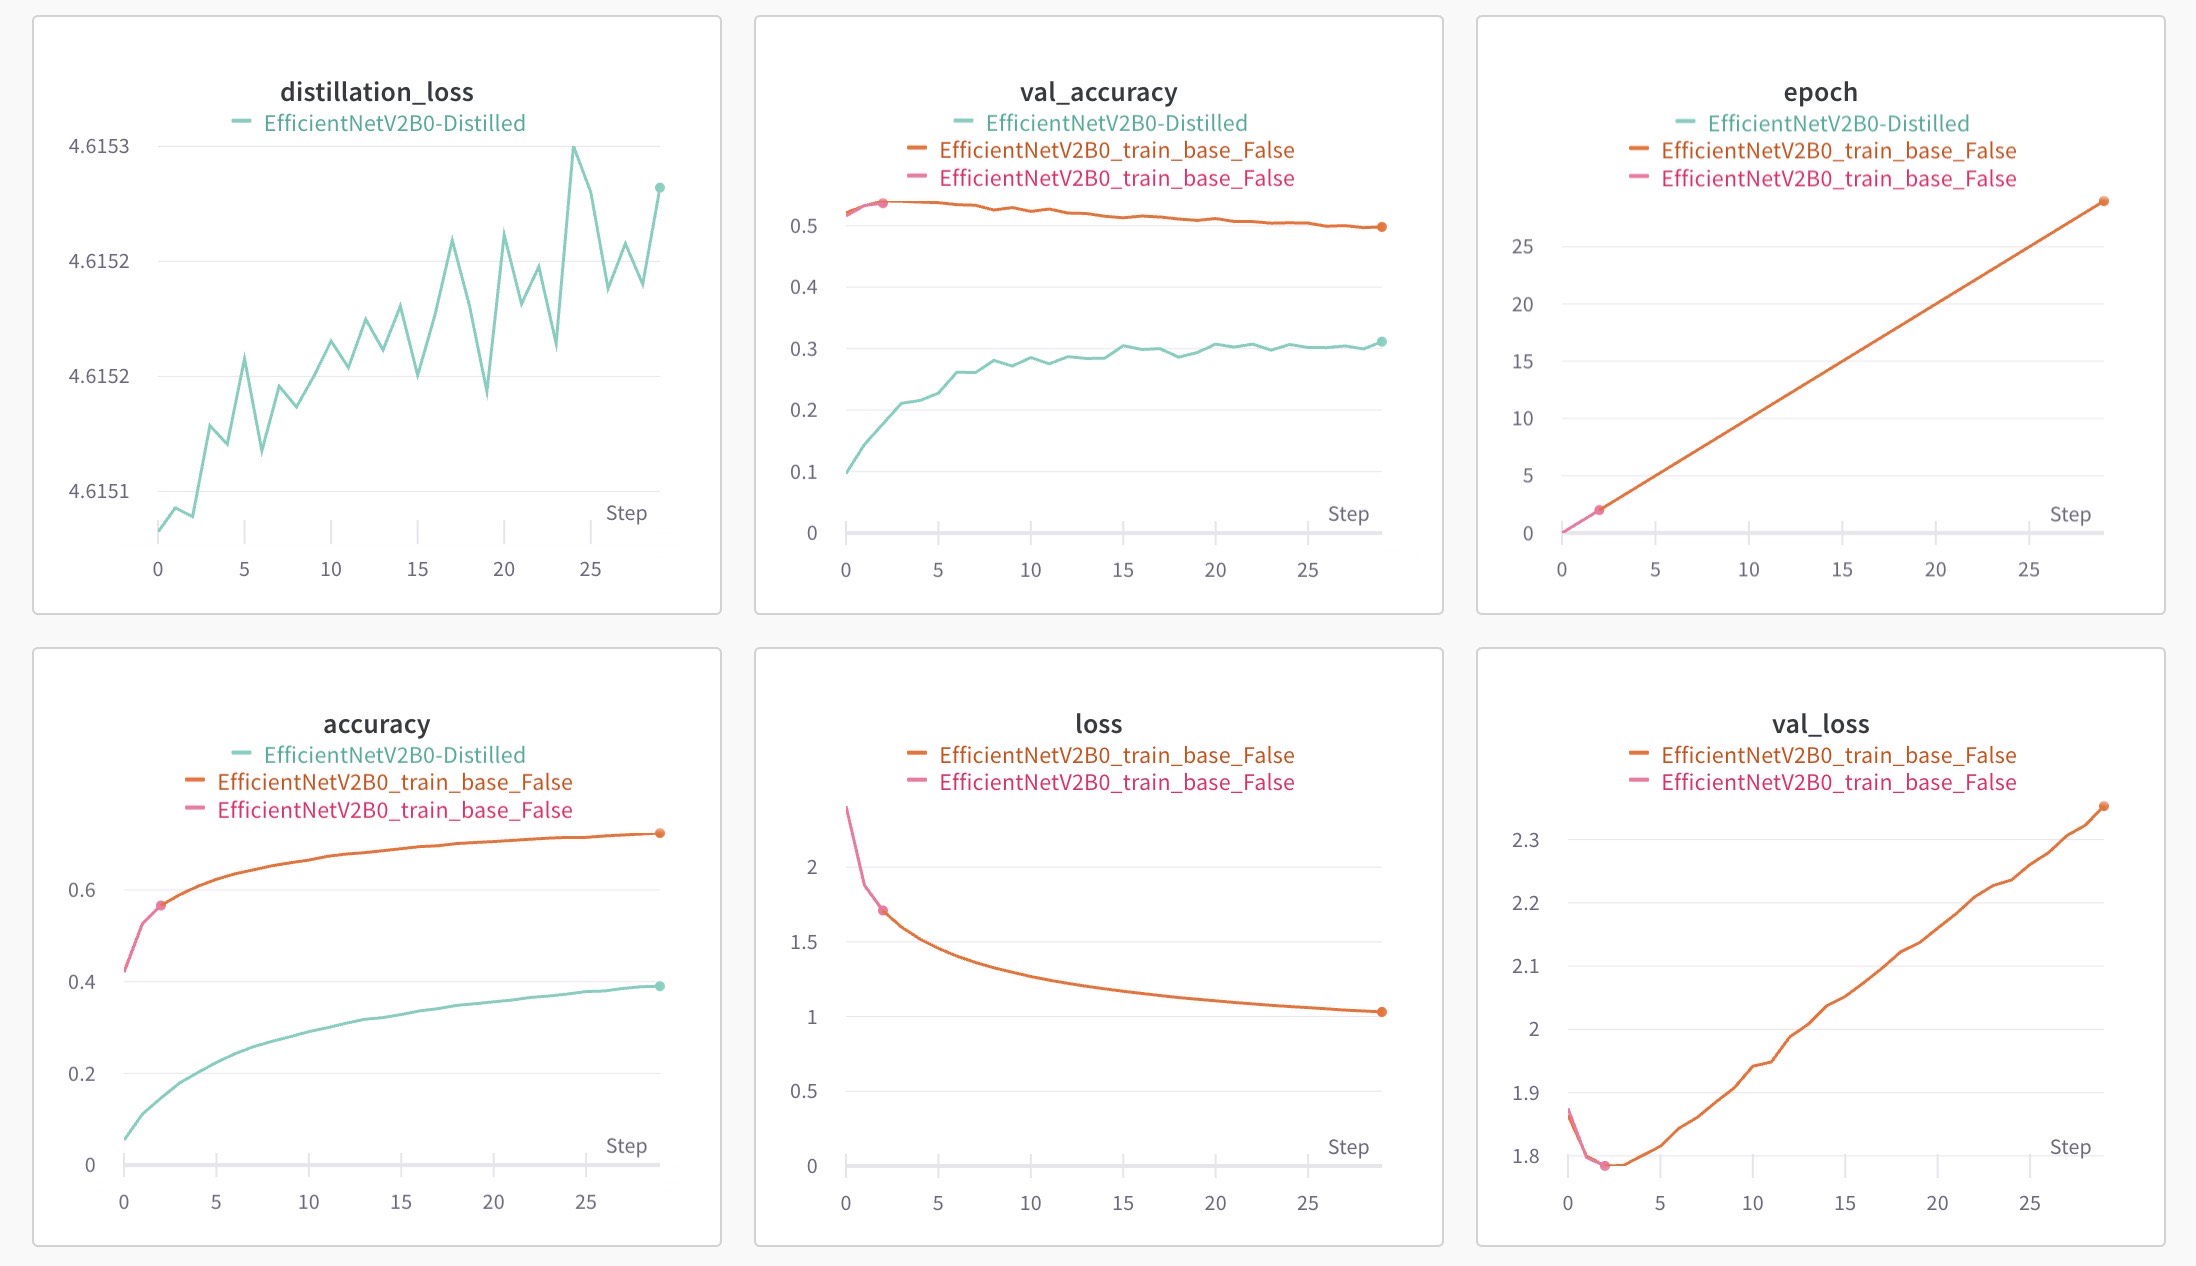 distillation_loss
EfficientNetV2B0-Distilled
4.6153
4.6152
4.6152
4.6151
Step
0 5 10 15 20 25
val_accuracy
EfficientNetV2B0-Distilled
EfficientNetV2B0_train_base_False
EfficientNetV2B0_train_base_False
0.5
0.4
0.3
0.2
0.1
Step
0
0 5 10 15 20 25
epoch
EfficientNetV2B0-Distilled
EfficientNetV2B0_train_base_False
EfficientNetV2B0_train_base_False
25
20
15
10
5
Step
0
0 5 10 15 20 25
accuracy
EfficientNetV2B0-Distilled
EfficientNetV2B0_train_base_False
EfficientNetV2B0_train_base_False
0.6
0.4
0.2
Step
0
0 5 10 15 20 25
loss
EfficientNetV2B0_train_base_False
EfficientNetV2B0_train_base_False
2
1.5
1
0.5
Step
0
0 5 10 15 20 25
val_loss
EfficientNetV2B0_train_base_False
EfficientNetV2B0_train_base_False
2.3
2.2
2.1
2
1.9
1.8
Step
0 5 10 15 20 25